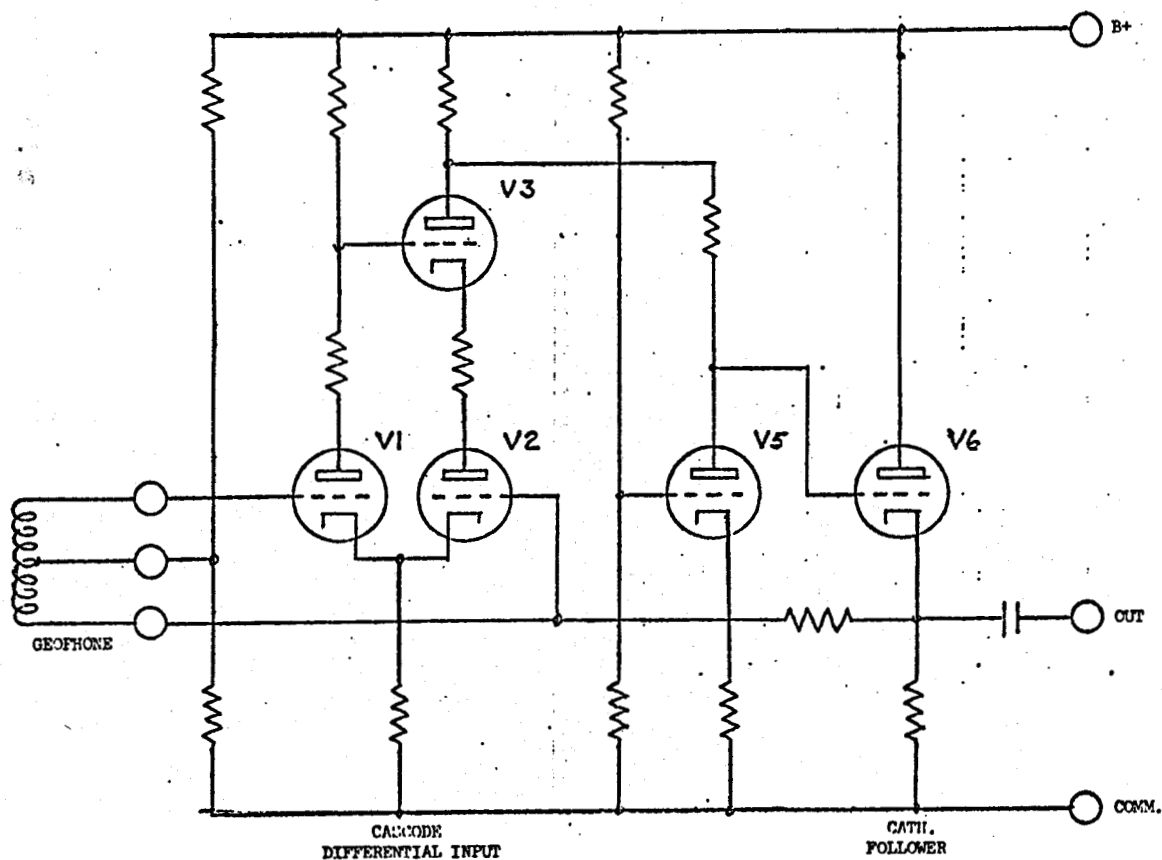 B+
V3
V1
V2
V5
V6
GEOPHONE
OUT
COMM.
CASCODE
DIFFERENTIAL INPUT
CATH.
FOLLOWER